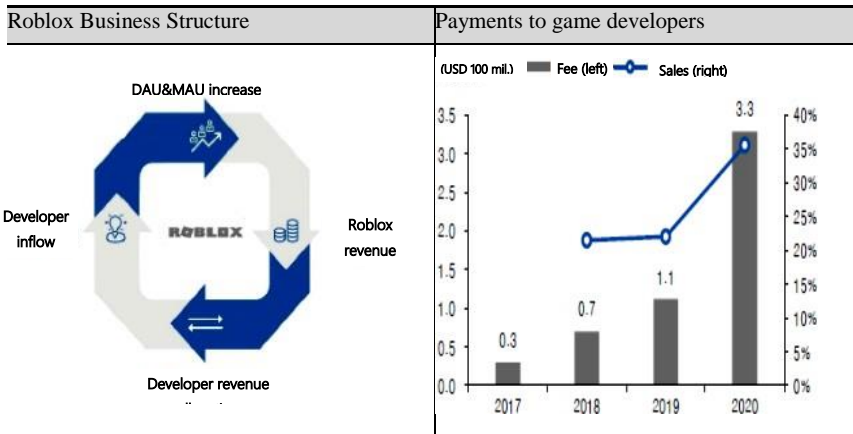 Roblox Business Structure
Payments to game developers
DAU&MAU increase
Developer
inflow
ROBLOX
Roblox
revenue
Developer revenue
(USD 100 mil.)
Fee (left)
Sales (right)
3.5
3.0
2.5
2.0
1.5
1.0
0.5
0.0
0.3
0.7
1.1
3.3
40%
35%
30%
25%
20%
15%
10%
5%
0%
2017
2018
2019
2020